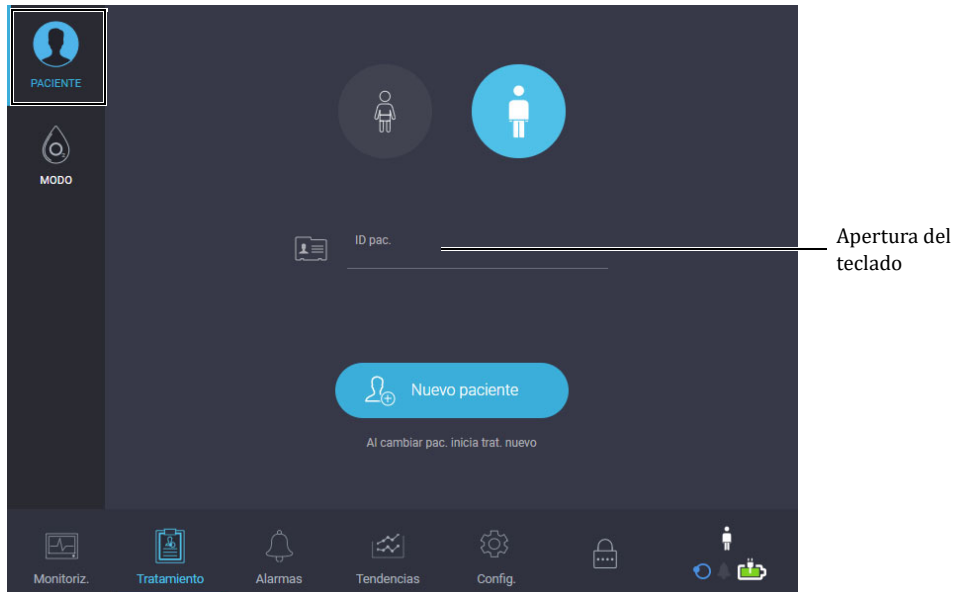 PACIENTE
O₂
MODO
ID pac.
Apertura del
teclado
Nuevo paciente
Al cambiar pac. inicia trat. nuevo
Monitoriz.
Tratamiento
Alarmas
Tendencias
Config.